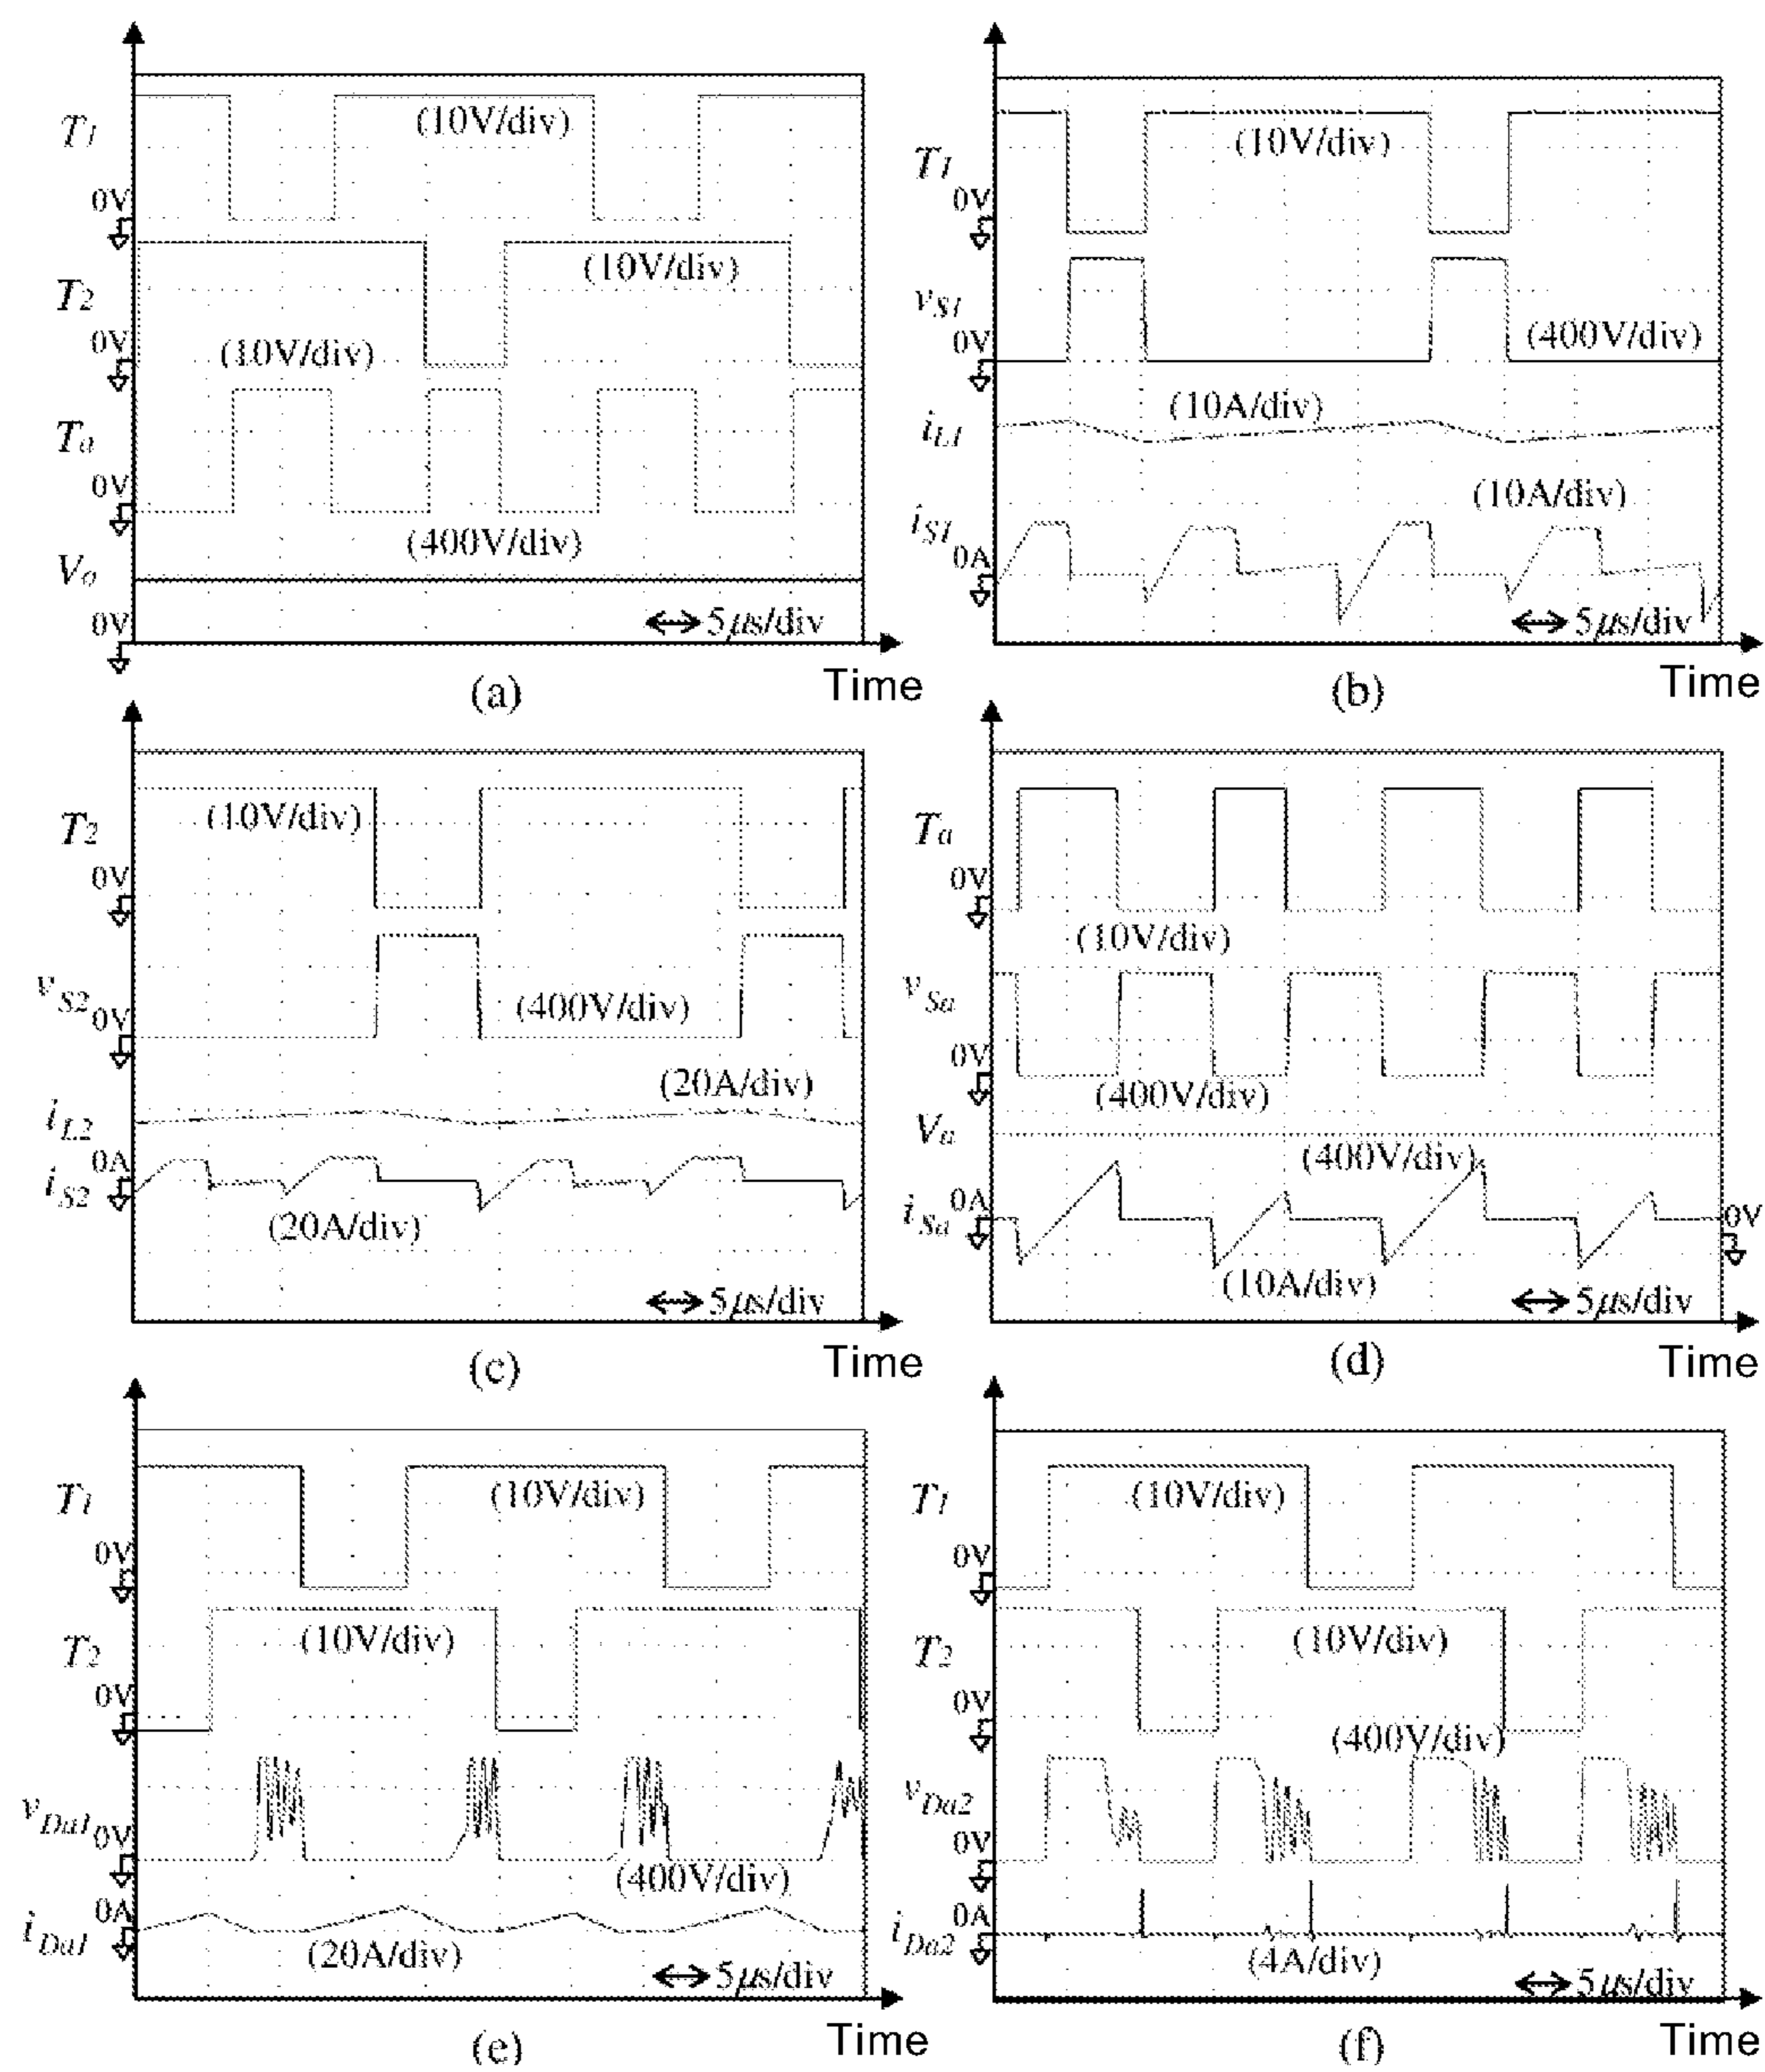 T1
(10V/div)
0V
T2
(10V/div)
0V
(10V/div)
Ta
0V
(400V/div)
Vo
0V
5μs/div
Time
(a)
T1
(10V/div)
0V
vS1
0V
(400V/div)
iL1
(10A/div)
(10A/div)
iS1
0A
5μs/div
Time
(b)
T2
(10V/div)
0V
vS2
0V
(400V/div)
(20A/div)
iL2
0A
iS2
(20A/div)
5μs/div
Time
(c)
Ta
0V
(10V/div)
vSa
0V
(400V/div)
Va
(400V/div)
0A
iSa
0V
(10A/div)
5μs/div
Time
(d)
T1
(10V/div)
0V
T2
(10V/div)
0V
vDa1
0V
(400V/div)
0A
iDa1
(20A/div)
5μs/div
Time
(e)
T1
(10V/div)
0V
T2
(10V/div)
0V
(400V/div)
vDa2
0V
0A
iDa2
(4A/div)
5μs/div
Time
(f)